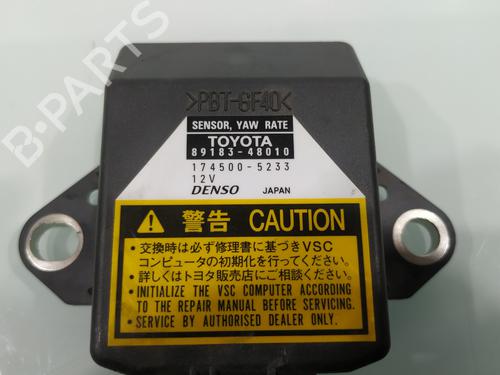 >PBT-GF40<
SENSOR, YAW RATE
TOYOTA
89183-48010
174500-5233
12V
DENSO JAPAN
警告 CAUTION
•交換時は必ず修理書に基づきVSC
コンピュータの初期化を行ってください。
•詳しくはトヨタ販売店にご相談ください。
•INITIALIZE THE VSC COMPUTER ACCORDING
TO THE REPAIR MANUAL BEFORE SERVICING.
•SERVICE BY AUTHORISED DEALER ONLY.
B-PARTS